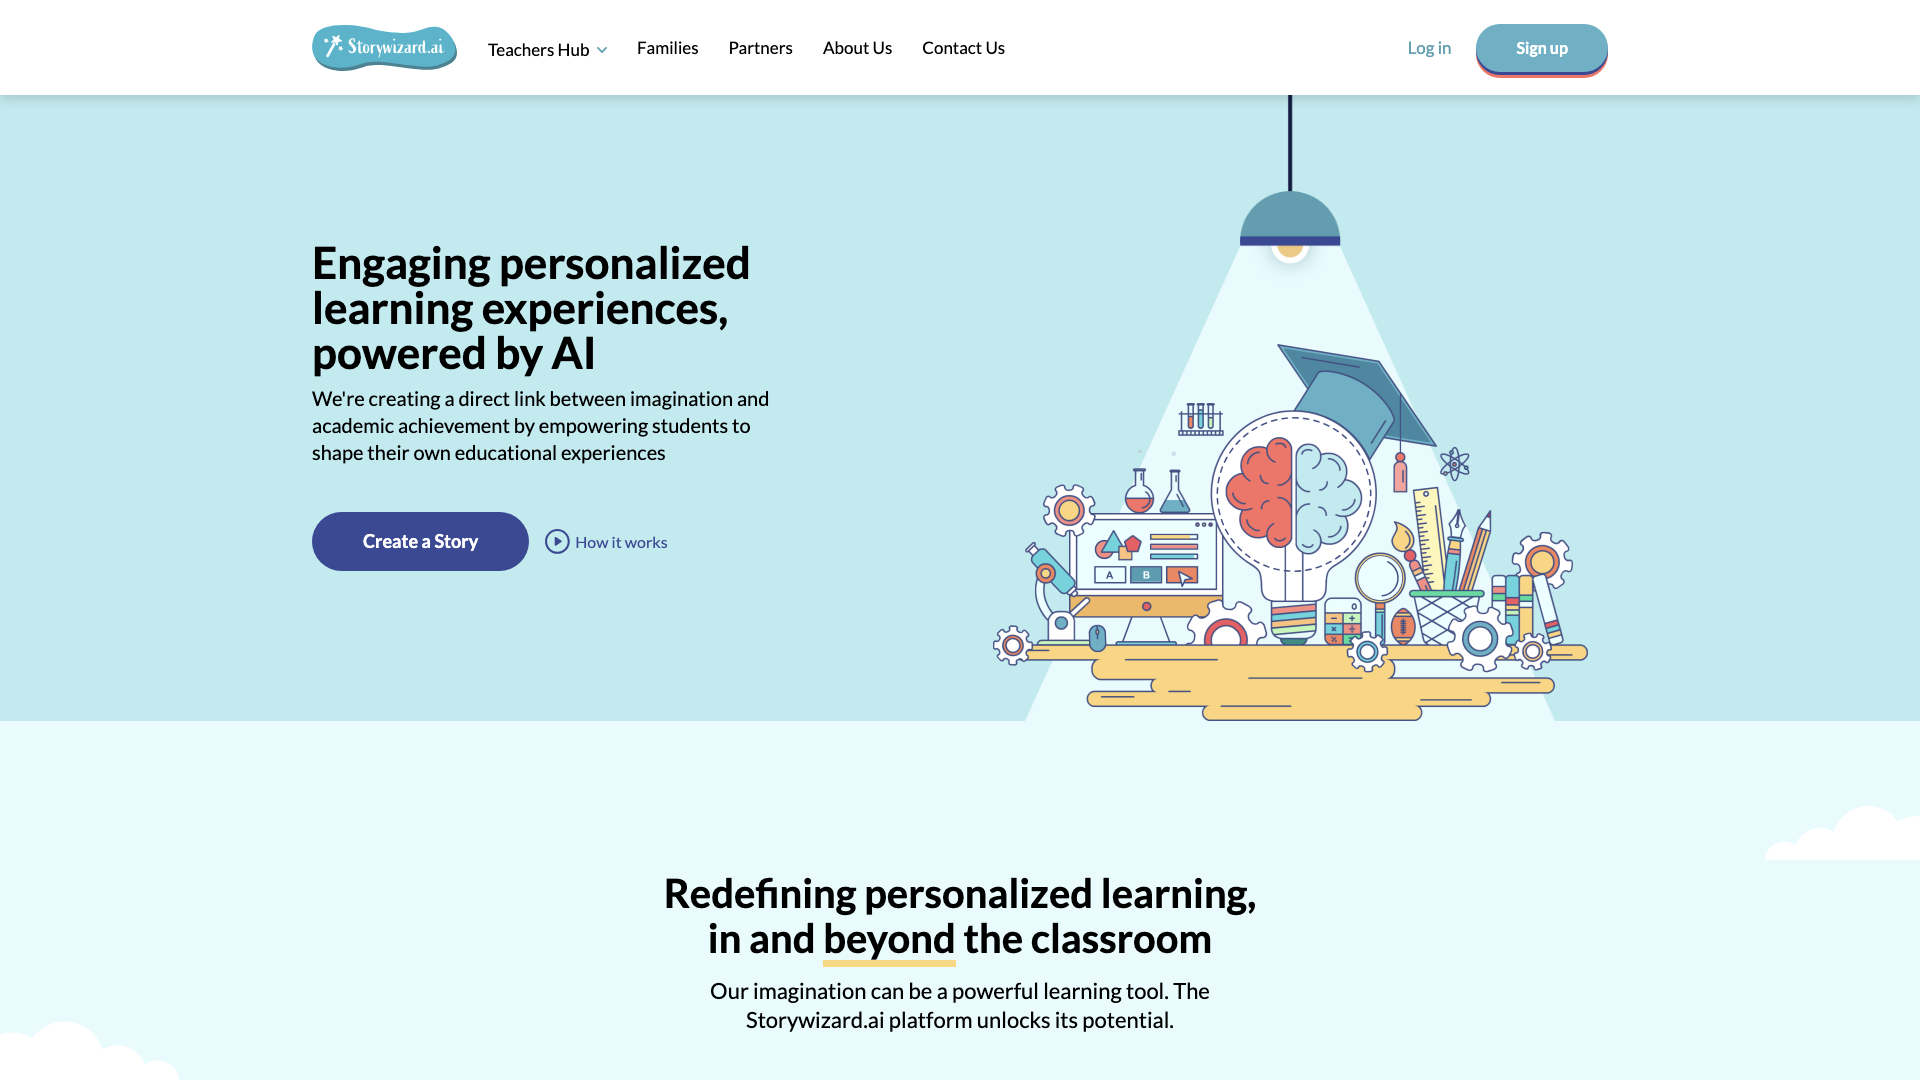 Storywizard.ai
Teachers Hub
Families
Partners
About Us
Contact Us
Log in
Sign up
Engaging personalized
learning experiences,
powered by AI
We're creating a direct link between imagination and
academic achievement by empowering students to
shape their own educational experiences
Create a Story
How it works
A
B
Redefining personalized learning,
in and beyond the classroom
Our imagination can be a powerful learning tool. The
Storywizard.ai platform unlocks its potential.